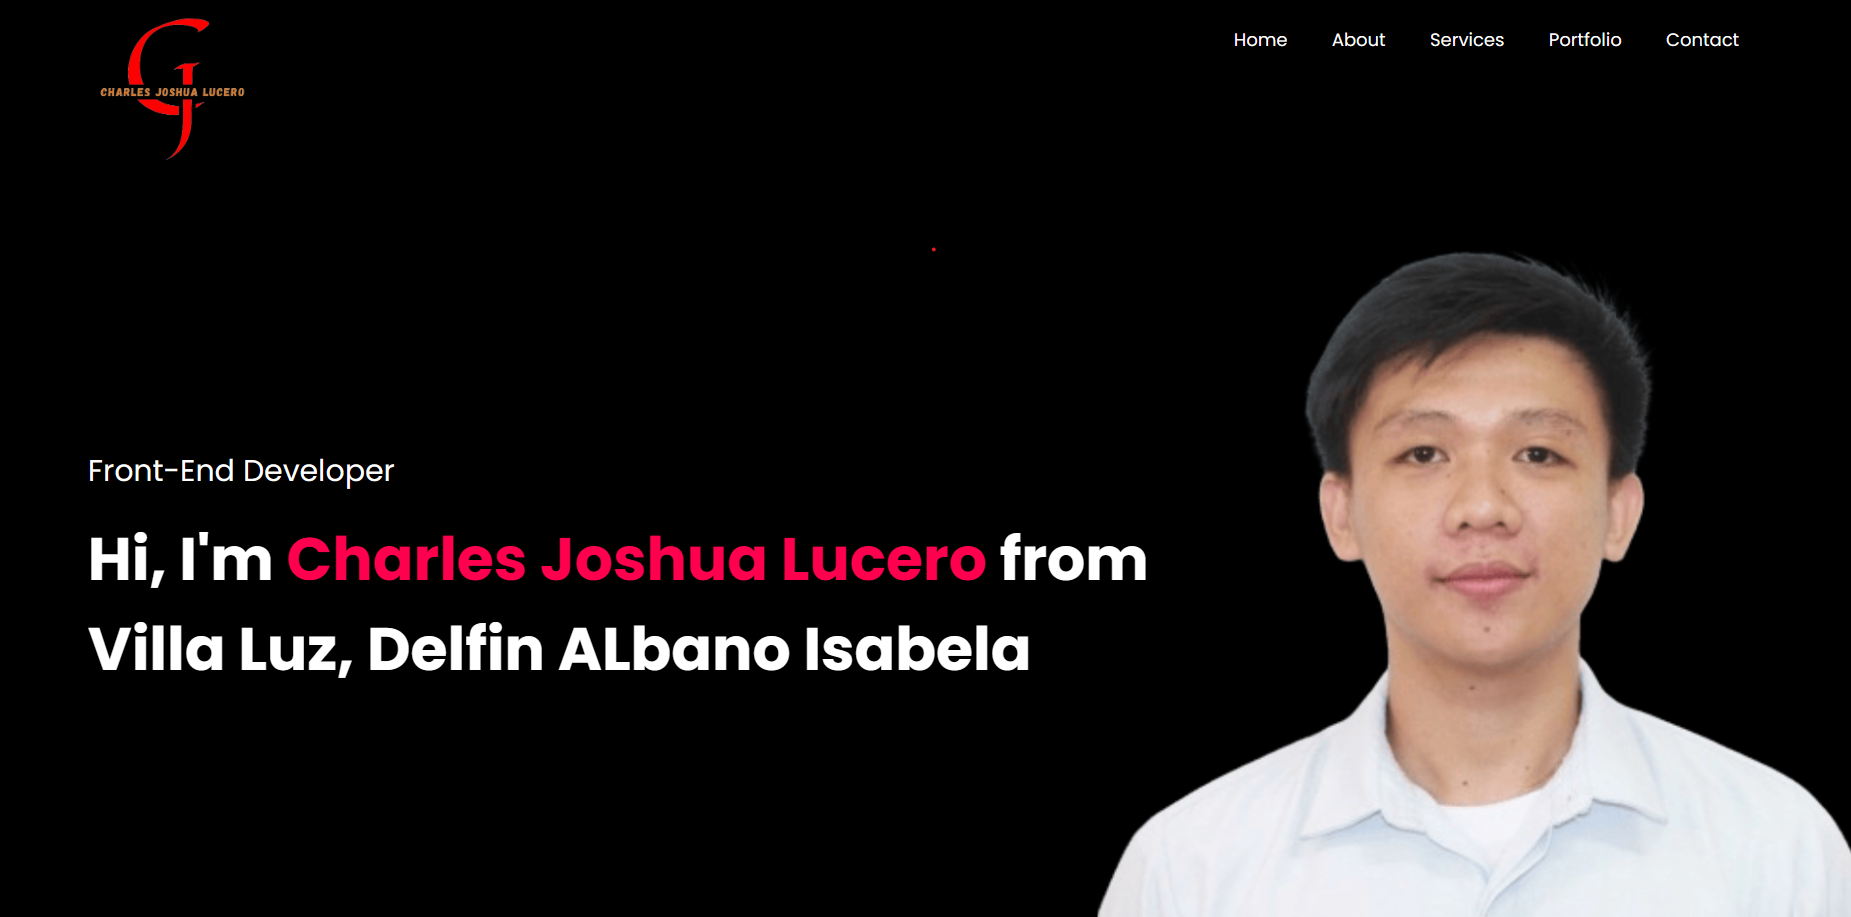 CHARLES JOSHUA LUCERO
Home About Services Portfolio Contact
Front-End Developer
Hi, I'm Charles Joshua Lucero from
Villa Luz, Delfin ALbano Isabela